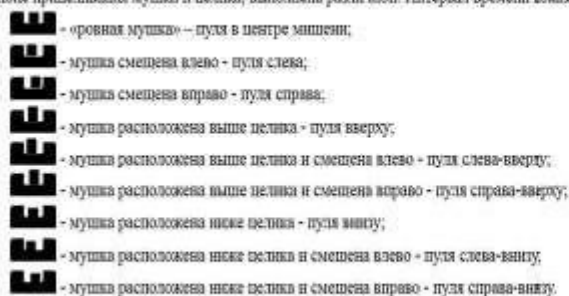 - «ровная мушка» – пуля в центре мишени;
- мушка смещена влево - пуля слева;
- мушка смещена вправо - пуля справа;
- мушка расположена выше целика - пуля вверху;
- мушка расположена выше целика и смещена влево - пуля слева-вверху;
- мушка расположена выше целика и смещена вправо - пуля справа-вверху;
- мушка расположена ниже целика - пуля внизу;
- мушка расположена ниже целика и смещена влево - пуля слева-внизу;
- мушка расположена ниже целика и смещена вправо - пуля справа-внизу.